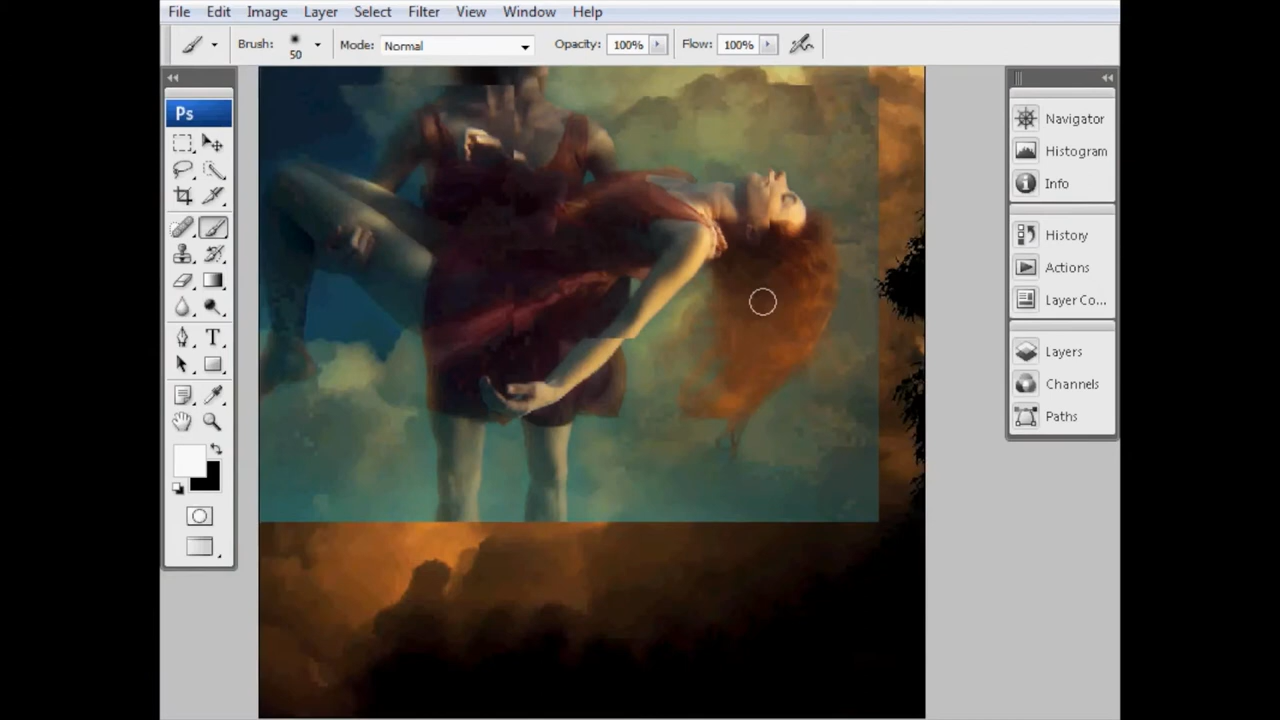 File Edit Image Layer Select Filter View Window Help
Brush: 50 Mode: Normal Opacity: 100% Flow: 100%
Ps
T
Navigator
Histogram
Info
History
Actions
Layer Co...
Layers
Channels
Paths